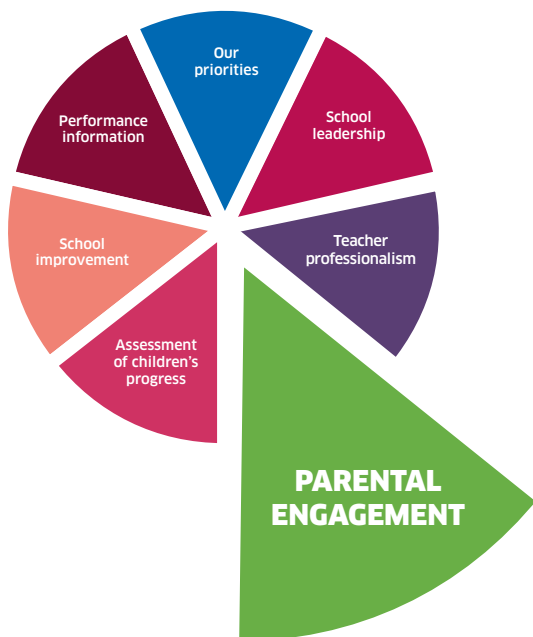 Our
priorities
School
leadership
Teacher
professionalism
PARENTAL
ENGAGEMENT
Assessment
of children’s
progress
School
improvement
Performance
information